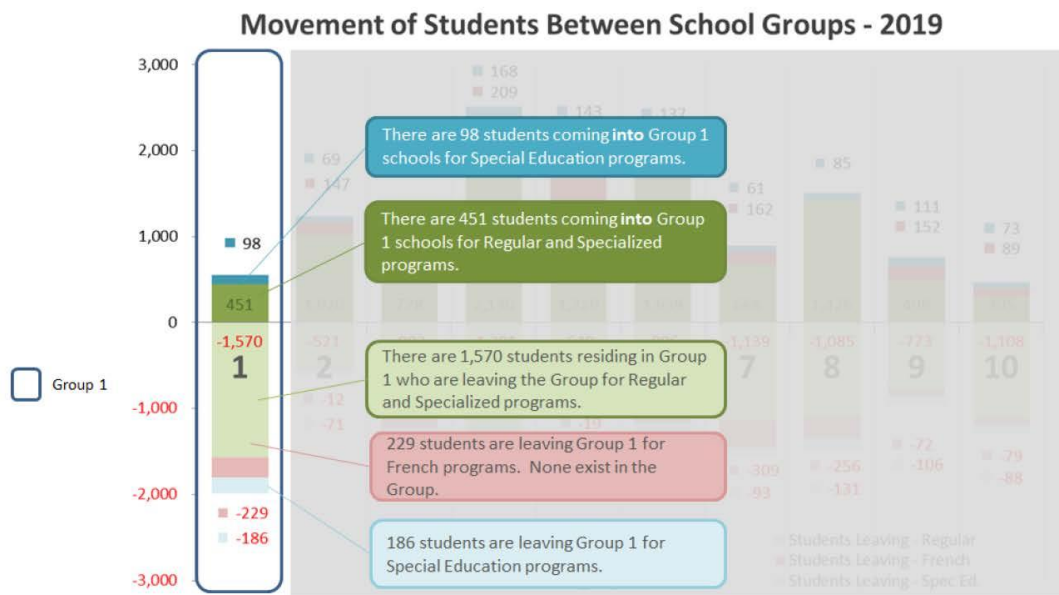 Movement of Students Between School Groups - 2019
3,000
2,000
1,000
0
-1,000
-2,000
-3,000
Group 1
98
451
-1,570
1
-229
-186
There are 98 students coming into Group 1
schools for Special Education programs.
There are 451 students coming into Group
1 schools for Regular and Specialized
programs.
There are 1,570 students residing in Group
1 who are leaving the Group for Regular
and Specialized programs.
229 students are leaving Group 1 for
French programs. None exist in the
Group.
186 students are leaving Group 1 for
Special Education programs.
69
147
-521
2
-12
-71
168
209
143
137
-19
61
162
-1,139
7
-309
-93
85
-1,085
8
-256
-131
111
152
-773
9
-72
-106
73
89
-1,108
10
-79
-88
Students Leaving - Regular
Students Leaving - French
Students Leaving - Spec Ed.